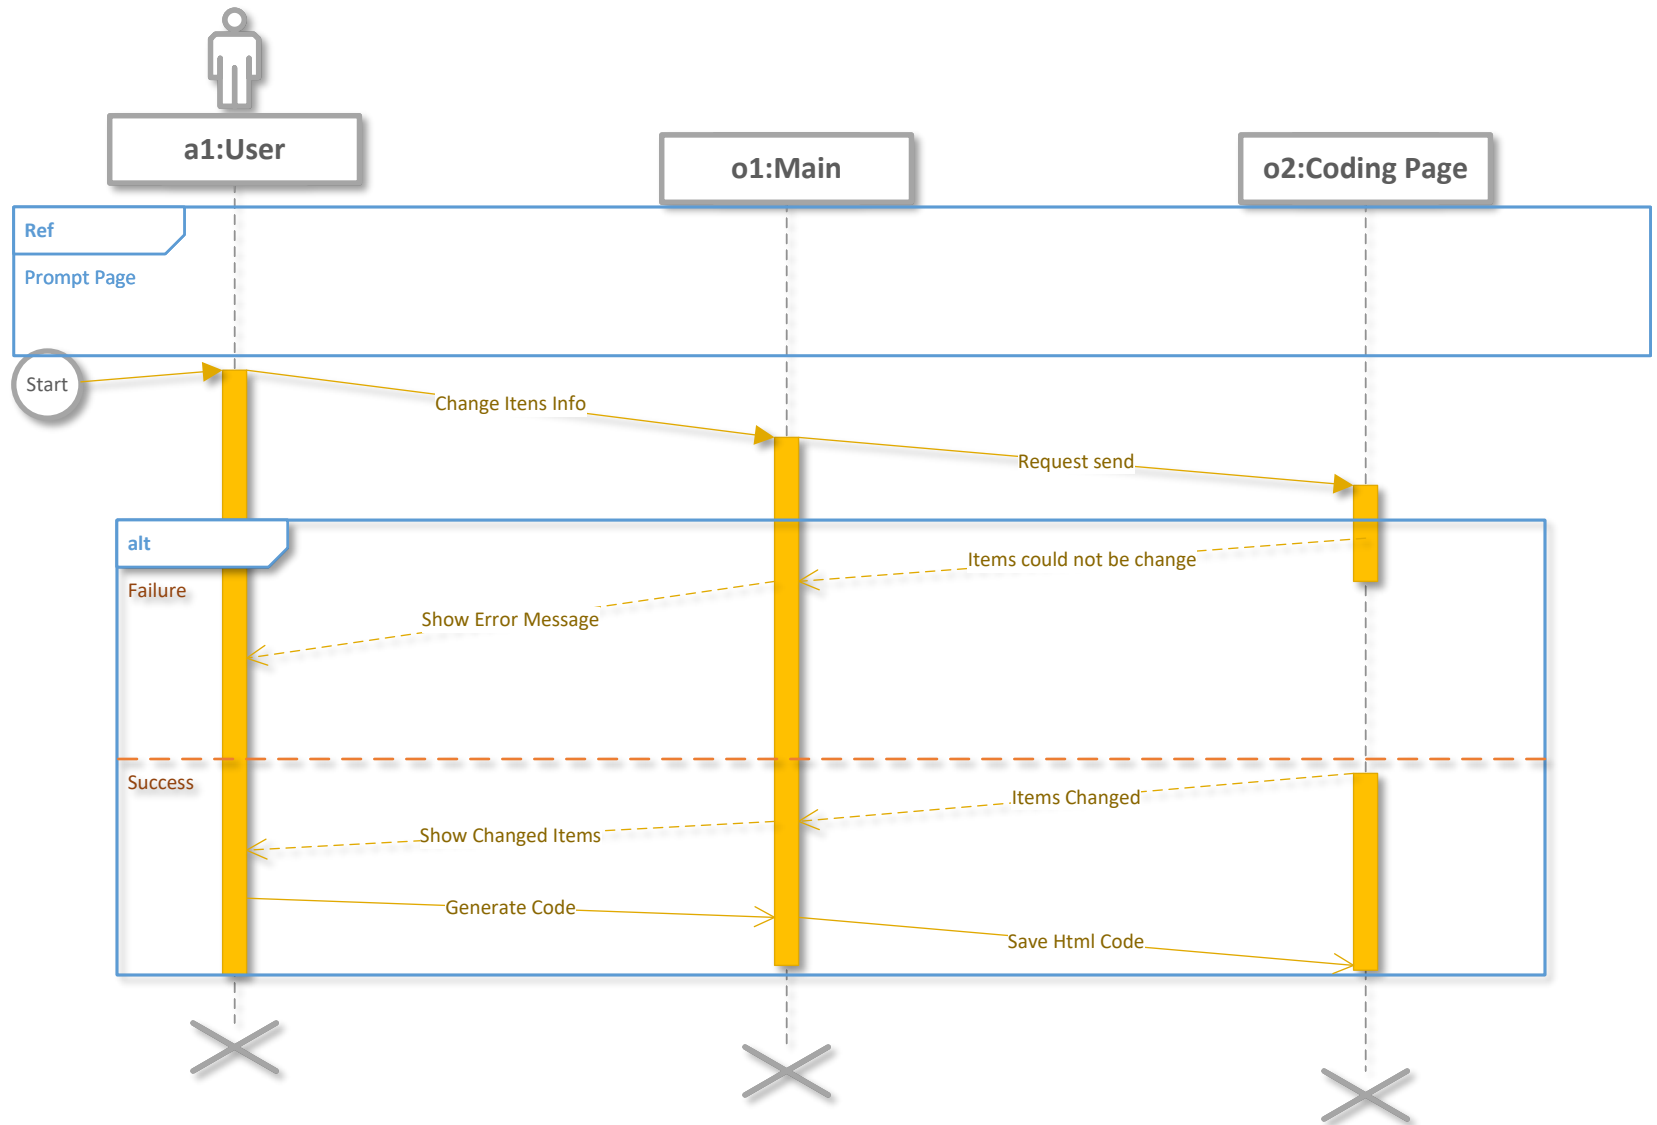 a1:User
o1:Main
o2:Coding Page
Ref
Prompt Page
Start
Change Itens Info
Request send
alt
Items could not be change
Failure
Show Error Message
Success
Items Changed
Show Changed Items
Generate Code
Save Html Code